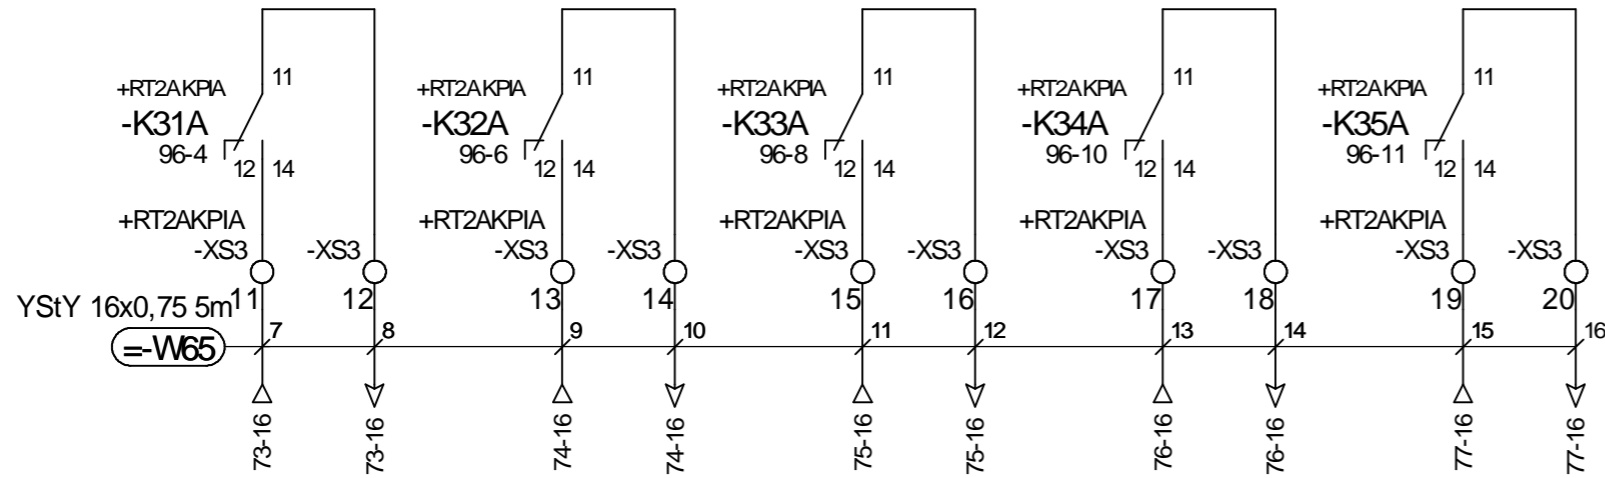 11 11 11 11 11
+RT2AKPIA +RT2AKPIA +RT2AKPIA +RT2AKPIA +RT2AKPIA
-K31A -K32A -K33A -K34A -K35A
96-4 96-6 96-8 96-10 96-11
12 14 12 14 12 14 12 14 12 14
+RT2AKPIA +RT2AKPIA +RT2AKPIA +RT2AKPIA +RT2AKPIA
-XS3 -XS3 -XS3 -XS3 -XS3 -XS3 -XS3 -XS3 -XS3 -XS3
YStY 16x0,75 5m 11 12 13 14 15 16 17 18 19 20
7 8 9 10 11 12 13 14 15 16
=-W65
73-16 73-16 74-16 74-16 75-16 75-16 76-16 76-16 77-16 77-16